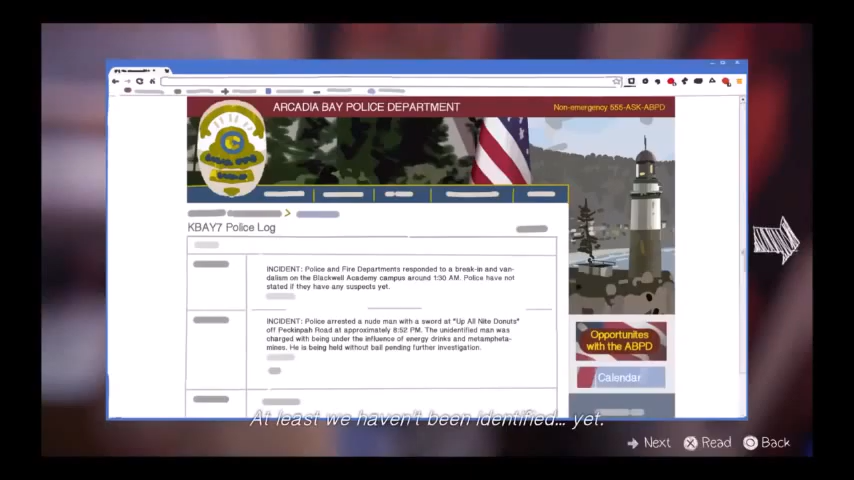 ARCADIA BAY POLICE DEPARTMENT
Non-emergency 555-ASK-ABPD
KBAY7 Police Log
INCIDENT: Police and Fire Departments responded to a break-in and van-
dalism on the Blackwell Academy campus around 1:30 AM. Police have not
stated if they have any suspects yet.
INCIDENT: Police arrested a nude man with a sword at "Up All Nite Donuts"
off Peckinpah Road at approximately 8:52 PM. The unidentified man was
charged with being under the influence of energy drinks and metampheta-
mines. He is being held without bail pending further investigation.
Opportunites
with the ABPD
Calendar
At least we haven't been identified... yet.
Next
Read
Back